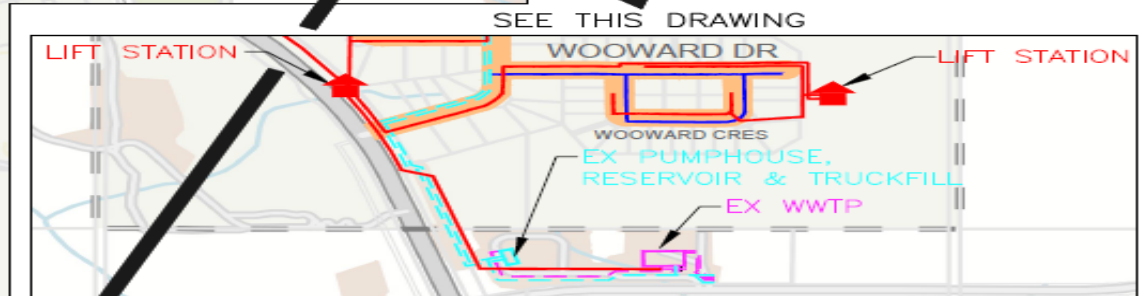 SEE THIS DRAWING
LIFT STATION
WOOWARD DR
LIFT STATION
WOOWARD CRES
EX PUMPHOUSE,
RESERVOIR & TRUCKFILL
EX WWTP